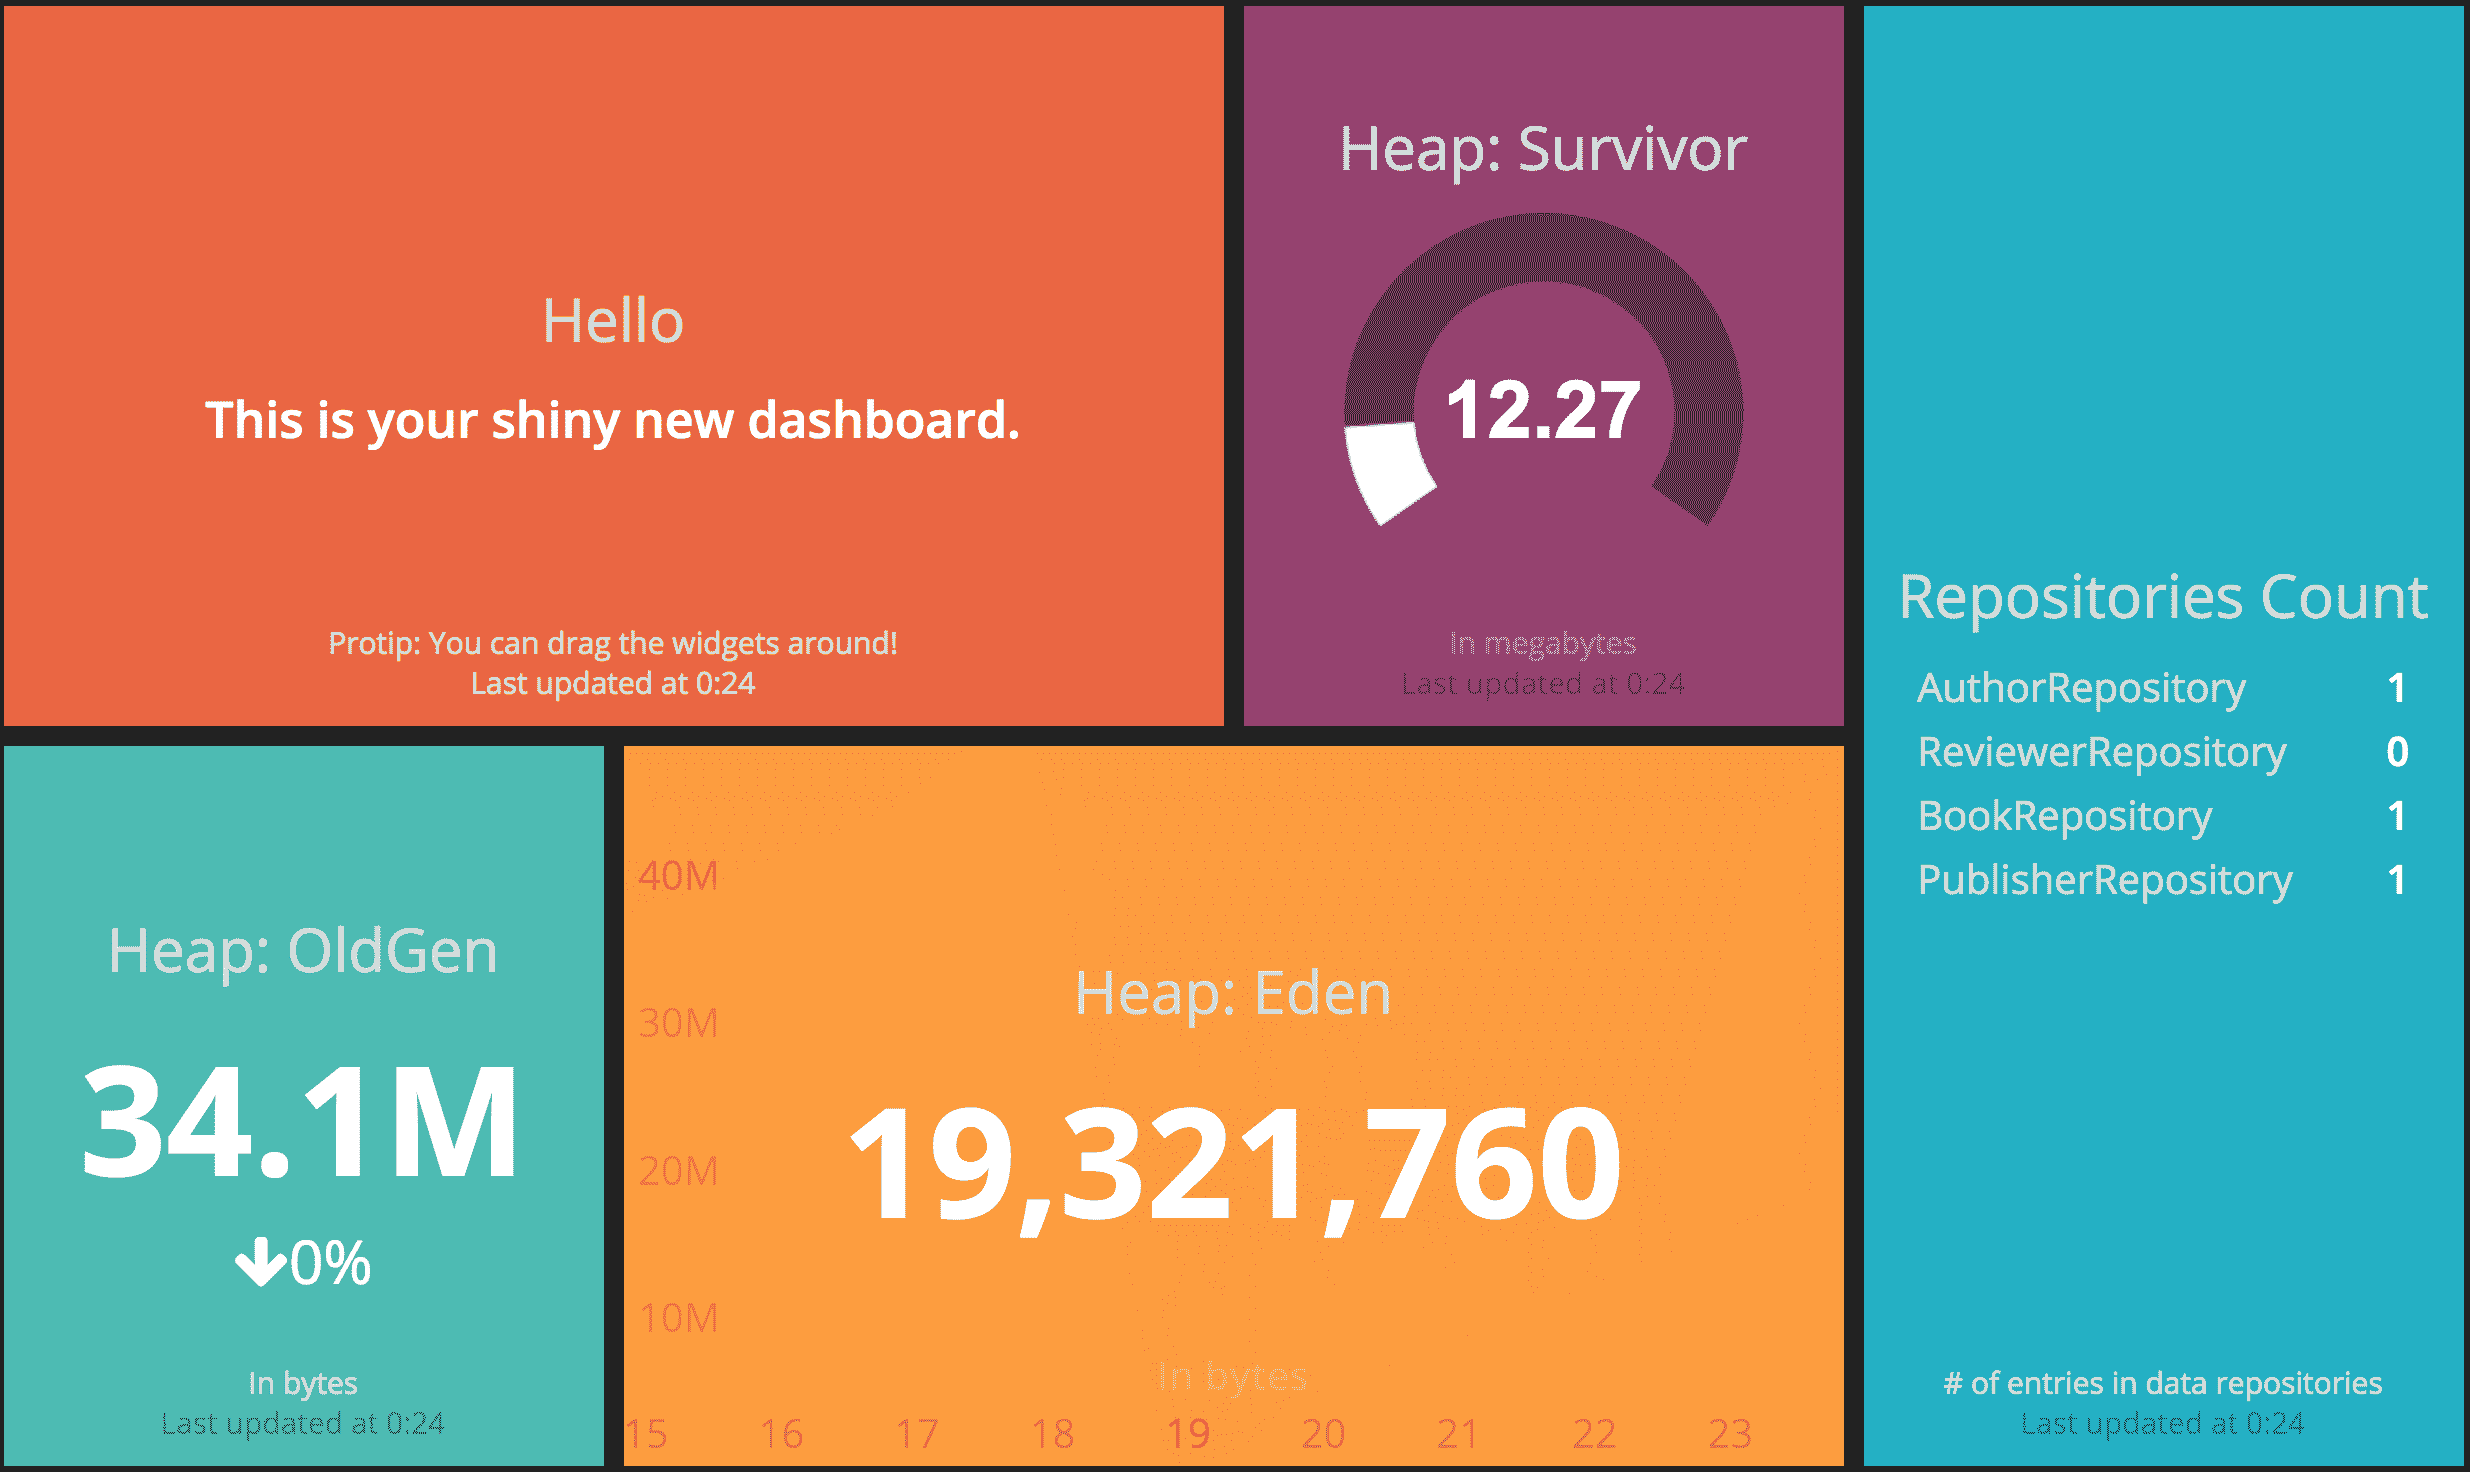 Hello
This is your shiny new dashboard.
Protip: You can drag the widgets around!
Last updated at 0:24
Heap: Survivor
12.27
In megabytes
Last updated at 0:24
Repositories Count
AuthorRepository 1
ReviewerRepository 0
BookRepository 1
PublisherRepository 1
# of entries in data repositories
Last updated at 0:24
Heap: OldGen
34.1M
0%
In bytes
Last updated at 0:24
40M
Heap: Eden
30M
19,321,760
20M
10M
In bytes
15 16 17 18 19 20 21 22 23